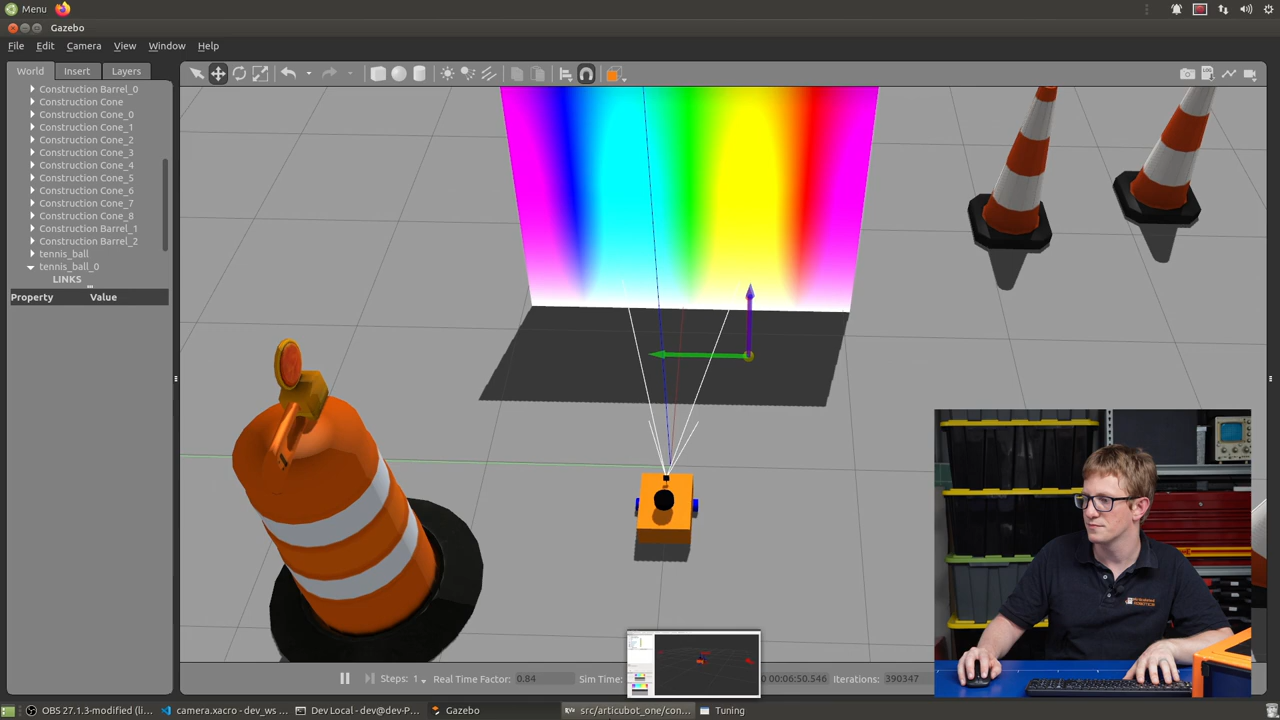 Menu
Gazebo
File Edit Camera View Window Help
World Insert Layers
Construction Barrel_0
Construction Cone
Construction Cone_0
Construction Cone_1
Construction Cone_2
Construction Cone_3
Construction Cone_4
Construction Cone_5
Construction Cone_6
Construction Cone_7
Construction Cone_8
Construction Barrel_1
Construction Barrel_2
tennis_ball
tennis_ball_0
LINKS
Property Value
Steps: 1 Real Time Factor: 0.84 Sim Time: 00:06:50.546 Iterations: 390347
OBS 27.1.3-modified (li... camera.xacro - dev_ws ... Dev Local - dev@dev-P... Gazebo src/articubot_one/con... Tuning